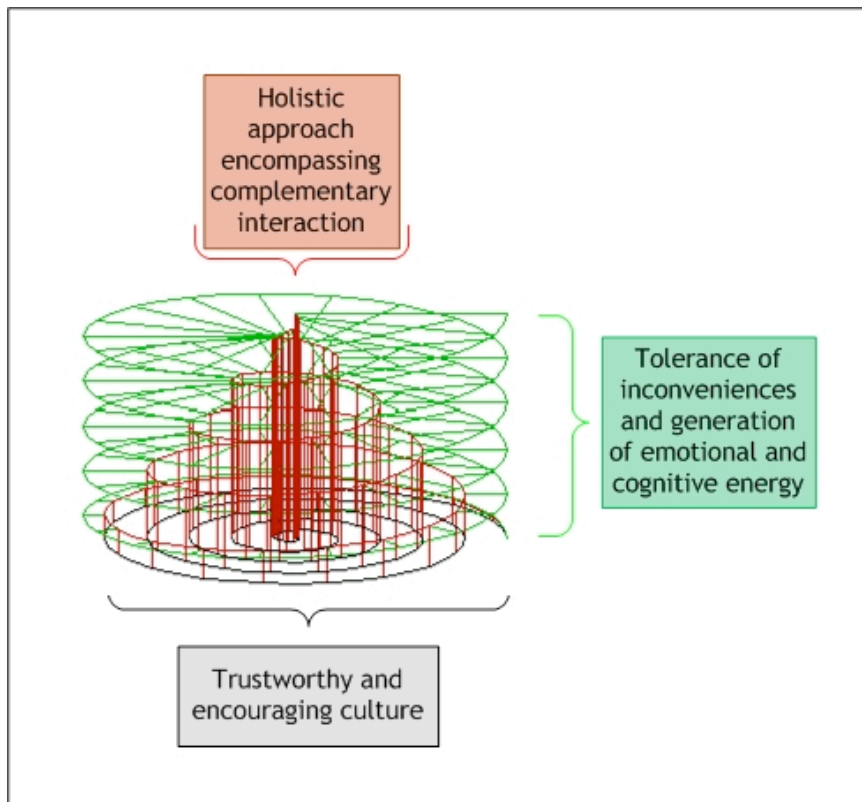 Holistic
approach
encompassing
complementary
interaction
Tolerance of
inconveniences
and generation
of emotional and
cognitive energy
Trustworthy and
encouraging culture